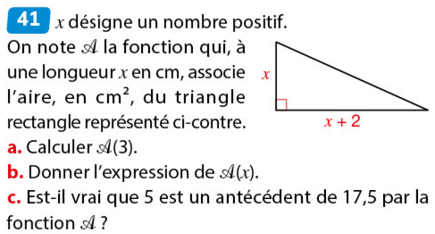 41 x désigne un nombre positif.
On note 𝒜 la fonction qui, à
une longueur x en cm, associe
l'aire, en cm², du triangle
rectangle représenté ci-contre.
x
x + 2
a. Calculer 𝒜(3).
b. Donner l'expression de 𝒜(x).
c. Est-il vrai que 5 est un antécédent de 17,5 par la
fonction 𝒜 ?